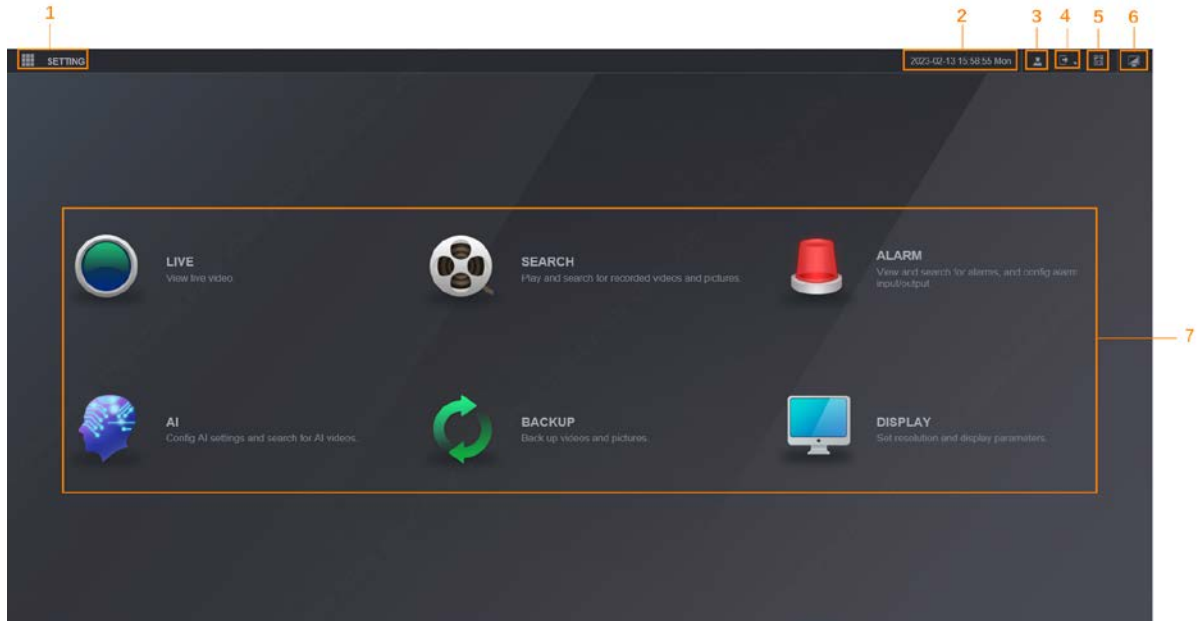 1 2 3 4 5 6
SETTING 2023-02-13 15:58:55 Mon
LIVE
View live video.
SEARCH
Play and search for recorded videos and pictures.
ALARM
View and search for alarms, and config alarm
input/output.
7
AI
Config AI settings and search for AI videos.
BACKUP
Back up videos and pictures.
DISPLAY
Set resolution and display parameters.